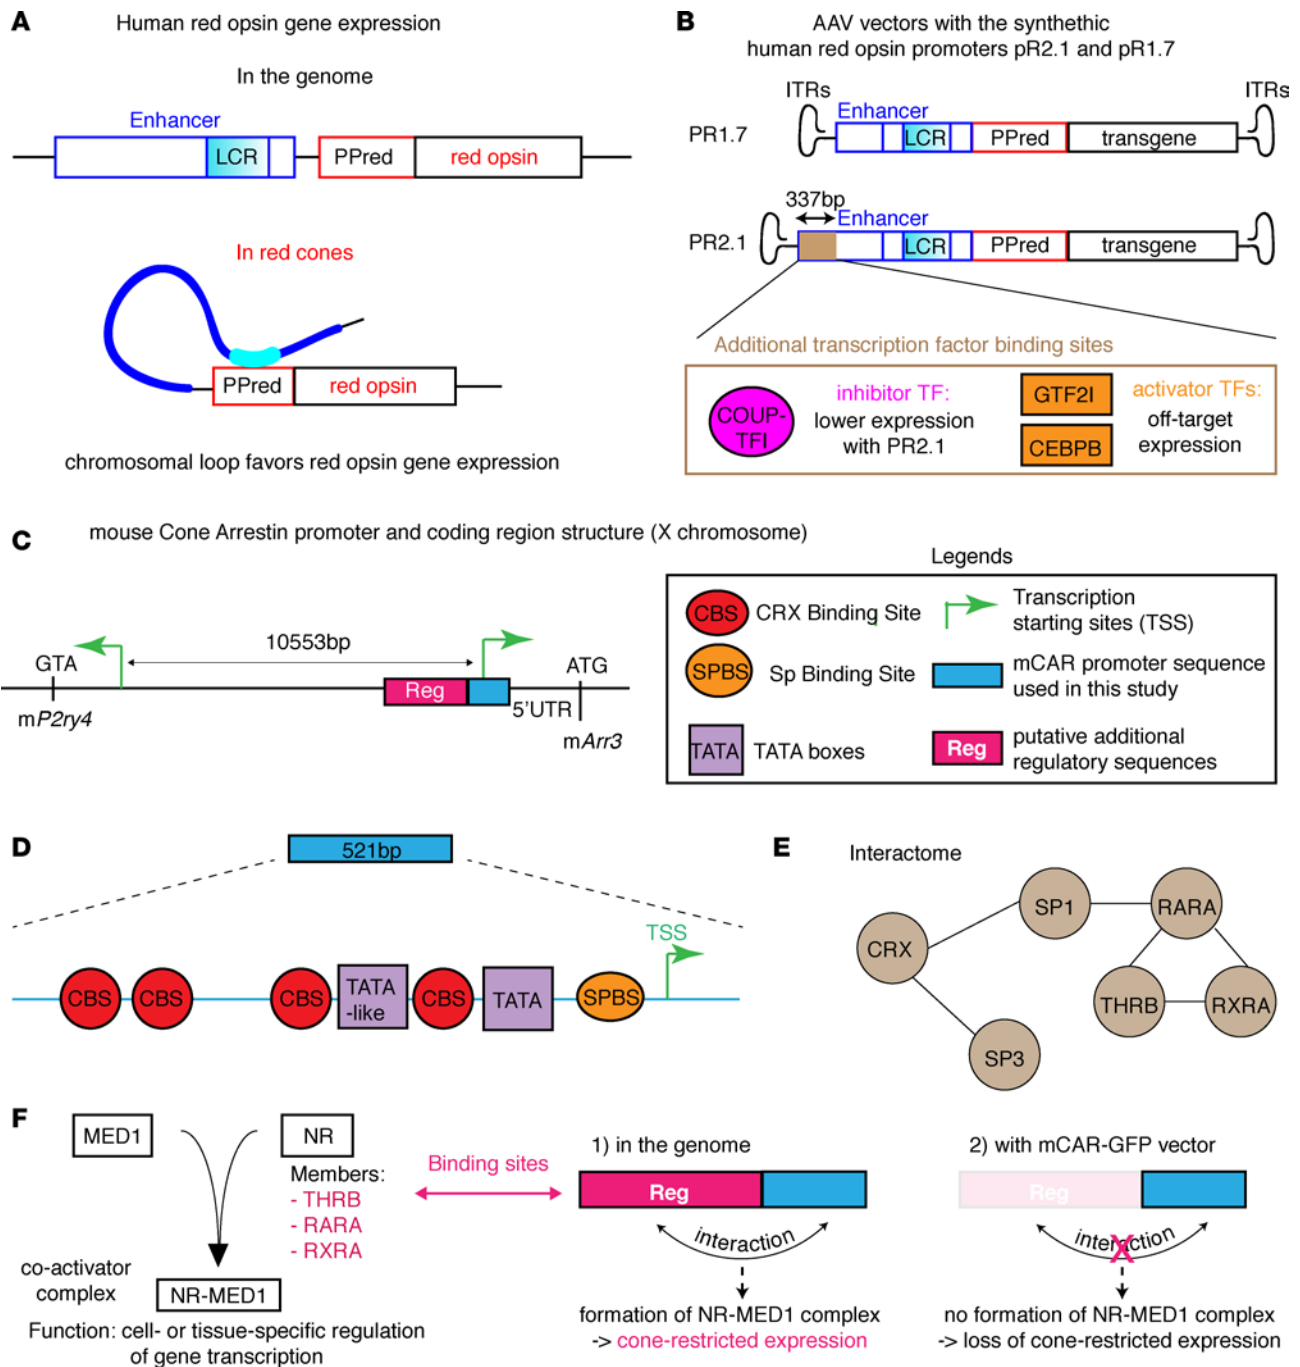 A
Human red opsin gene expression
In the genome
Enhancer
LCR
PPred
red opsin
In red cones
PPred
red opsin
chromosomal loop favors red opsin gene expression
B
AAV vectors with the synthethic
human red opsin promoters pR2.1 and pR1.7
ITRs
ITRs
Enhancer
PR1.7
LCR
PPred
transgene
337bp
Enhancer
PR2.1
LCR
PPred
transgene
Additional transcription factor binding sites
COUP-
TFI
inhibitor TF:
lower expression
with PR2.1
GTF2I
CEBPB
activator TFs:
off-target
expression
C
mouse Cone Arrestin promoter and coding region structure (X chromosome)
GTA
10553bp
ATG
Reg
5'UTR
mP2ry4
mArr3
Legends
CBS
CRX Binding Site
Transcription
starting sites (TSS)
SPBS
Sp Binding Site
mCAR promoter sequence
used in this study
TATA
TATA boxes
Reg
putative additional
regulatory sequences
D
521bp
TSS
CBS
CBS
CBS
TATA
-like
CBS
TATA
SPBS
E
Interactome
SP1
RARA
CRX
THRB
RXRA
SP3
F
MED1
NR
Members:
- THRB
- RARA
- RXRA
co-activator
complex
NR-MED1
Function: cell- or tissue-specific regulation
of gene transcription
Binding sites
1) in the genome
Reg
interaction
formation of NR-MED1 complex
-> cone-restricted expression
2) with mCAR-GFP vector
Reg
interaction
X
no formation of NR-MED1 complex
-> loss of cone-restricted expression